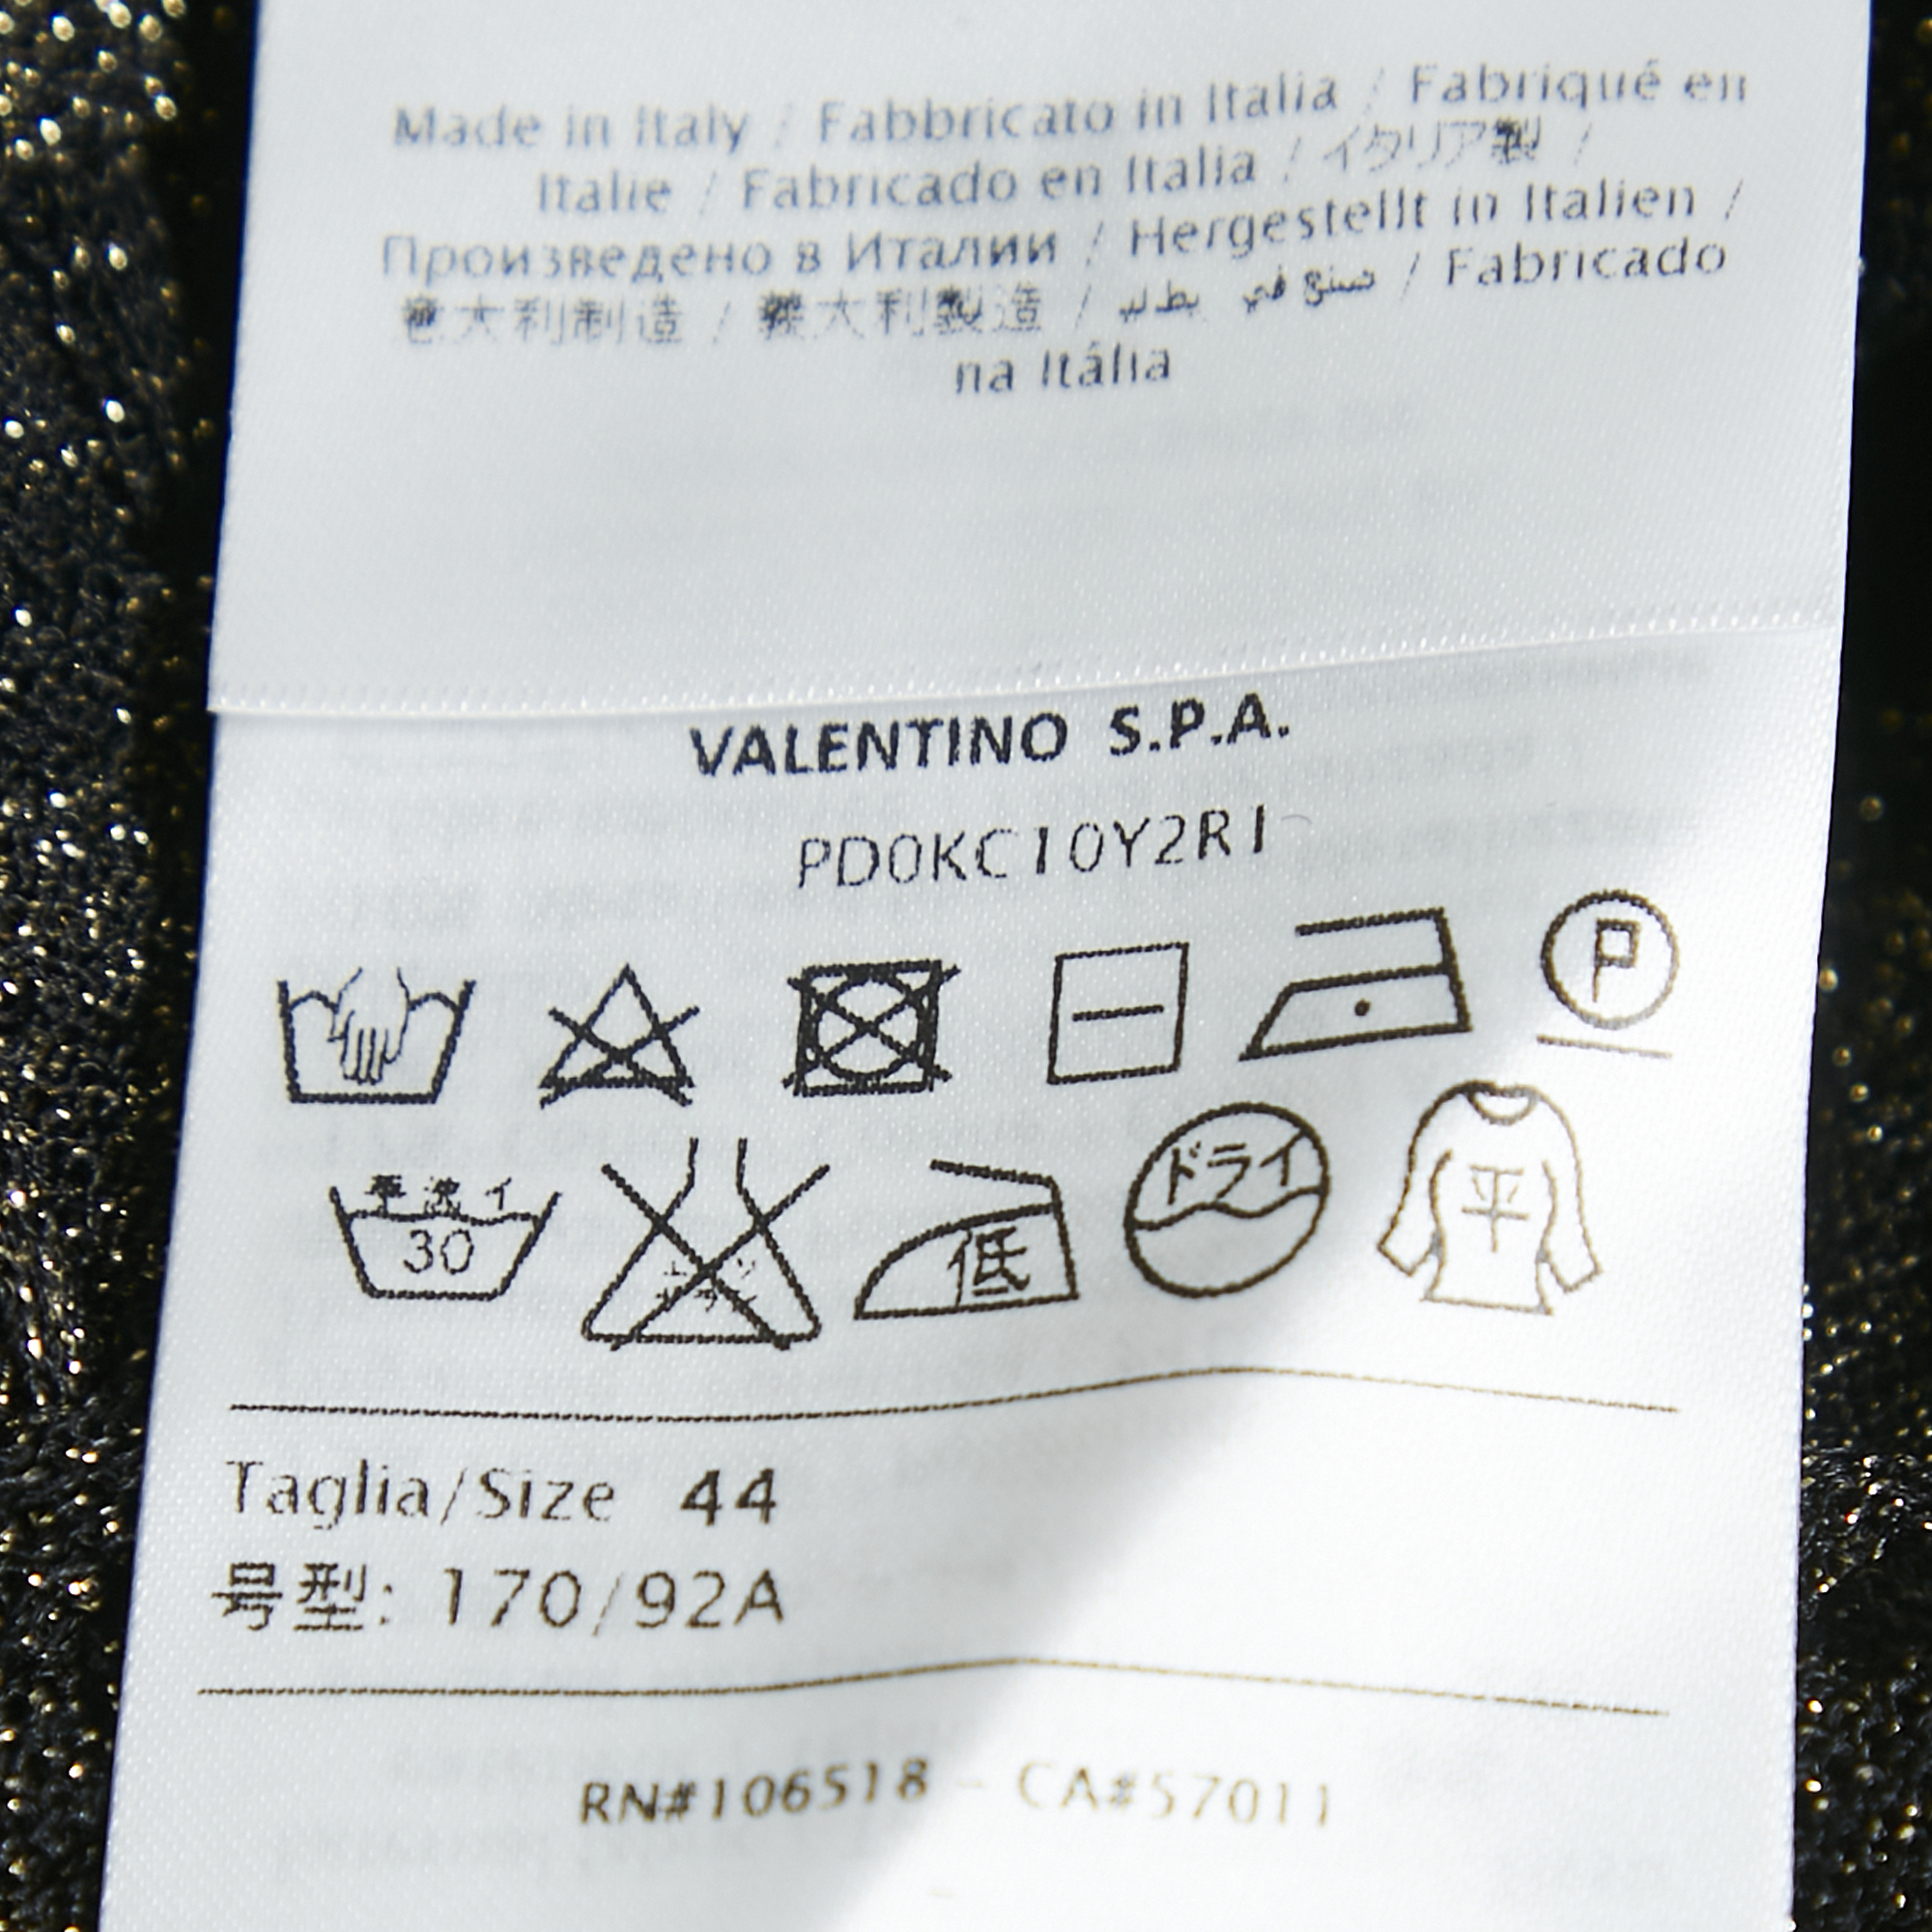 Made in Italy / Fabbricato in Italia / Fabriqué en
Italie / Fabricado en Italia / イタリア製 /
Произведено в Италии / Hergestellt in Italien /
意大利制造 / 義大利製造 / صنع في / Fabricado
na Itália
VALENTINO S.P.A.
PD0KC10Y2R1
P
30
低
ドライ
平
Taglia/Size 44
号型: 170/92A
RN#106518 - CA#57011